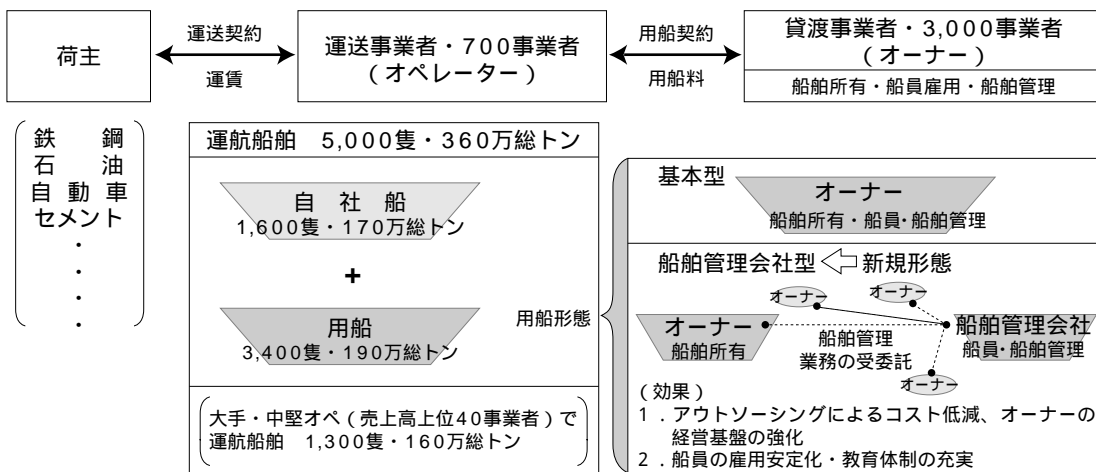 荷主
運送契約
運賃
運送事業者・700事業者
(オペレーター)
用船契約
用船料
貸渡事業者・3,000事業者
(オーナー)
船舶所有・船員雇用・船舶管理
鉄鋼
石油
自動車
セメント
・
・
・
・
運航船舶 5,000隻・360万総トン
自社船
1,600隻・170万総トン
+
用船
3,400隻・190万総トン
大手・中堅オペ(売上高上位40事業者)で
運航船舶 1,300隻・160万総トン
用船形態
基本型
オーナー
船舶所有・船員・船舶管理
船舶管理会社型 新規形態
オーナー
オーナー
オーナー
船舶所有
船舶管理
業務の受委託
船舶管理会社
船員・船舶管理
オーナー
(効果)
1.アウトソーシングによるコスト低減、オーナーの
経営基盤の強化
2.船員の雇用安定化・教育体制の充実